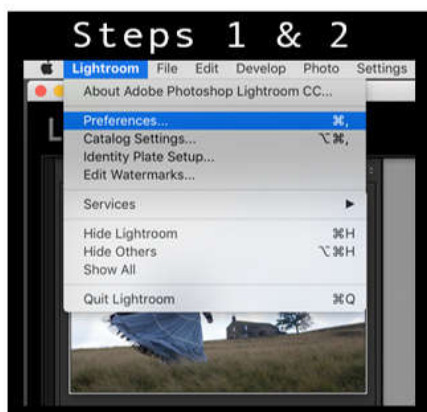 Steps 1 & 2
Lightroom File Edit Develop Photo Settings
About Adobe Photoshop Lightroom CC...
Preferences... ⌘,
Catalog Settings... ⌥⌘,
Identity Plate Setup...
Edit Watermarks...
Services ▶
Hide Lightroom ⌘H
Hide Others ⌥⌘H
Show All
Quit Lightroom ⌘Q
L